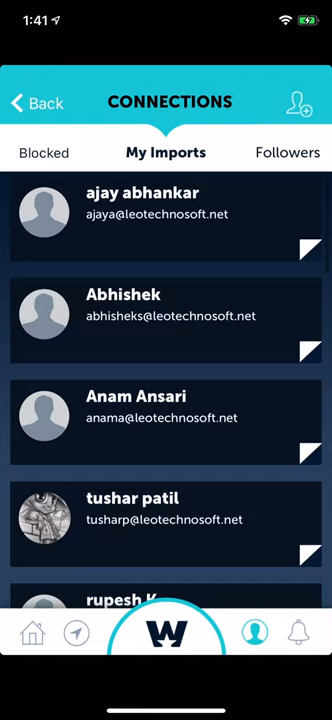 1:41
Back
CONNECTIONS
Blocked
My Imports
Followers
ajay abhankar
ajaya@leotechnosoft.net
Abhishek
abhisheks@leotechnosoft.net
Anam Ansari
anama@leotechnosoft.net
tushar patil
tusharp@leotechnosoft.net
rupesh K
W